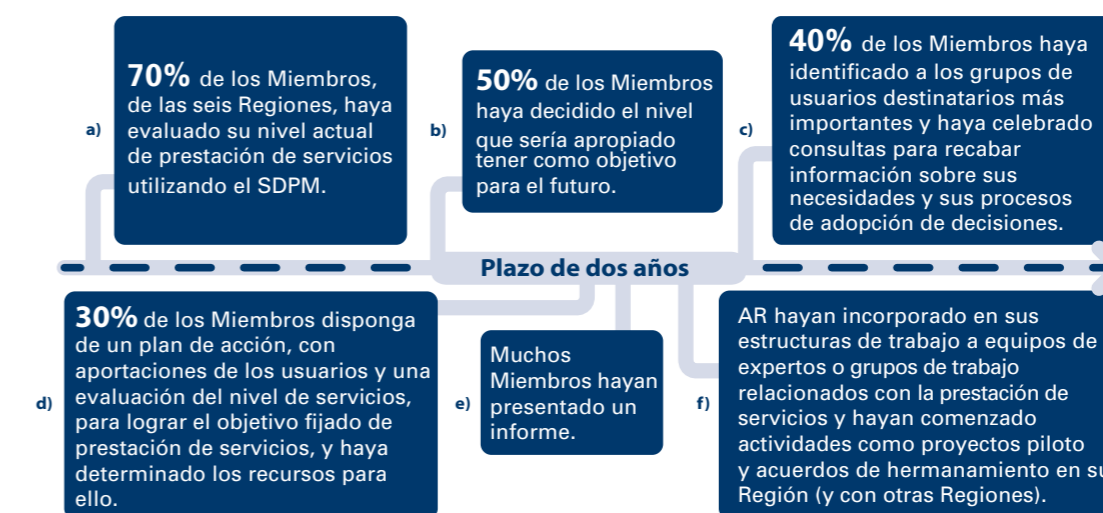 a)
70% de los Miembros,
de las seis Regiones, haya
evaluado su nivel actual
de prestación de servicios
utilizando el SDPM.
b)
50% de los Miembros
haya decidido el nivel
que sería apropiado
tener como objetivo
para el futuro.
c)
40% de los Miembros haya
identificado a los grupos de
usuarios destinatarios más
importantes y haya celebrado
consultas para recabar
información sobre sus
necesidades y sus procesos
de adopción de decisiones.
Plazo de dos años
d)
30% de los Miembros disponga
de un plan de acción, con
aportaciones de los usuarios y una
evaluación del nivel de servicios,
para lograr el objetivo fijado de
prestación de servicios, y haya
determinado los recursos para
ello.
e)
Muchos
Miembros hayan
presentado un
informe.
f)
AR hayan incorporado en sus
estructuras de trabajo a equipos de
expertos o grupos de trabajo
relacionados con la prestación de
servicios y hayan comenzado
actividades como proyectos piloto
y acuerdos de hermanamiento en su
Región (y con otras Regiones).